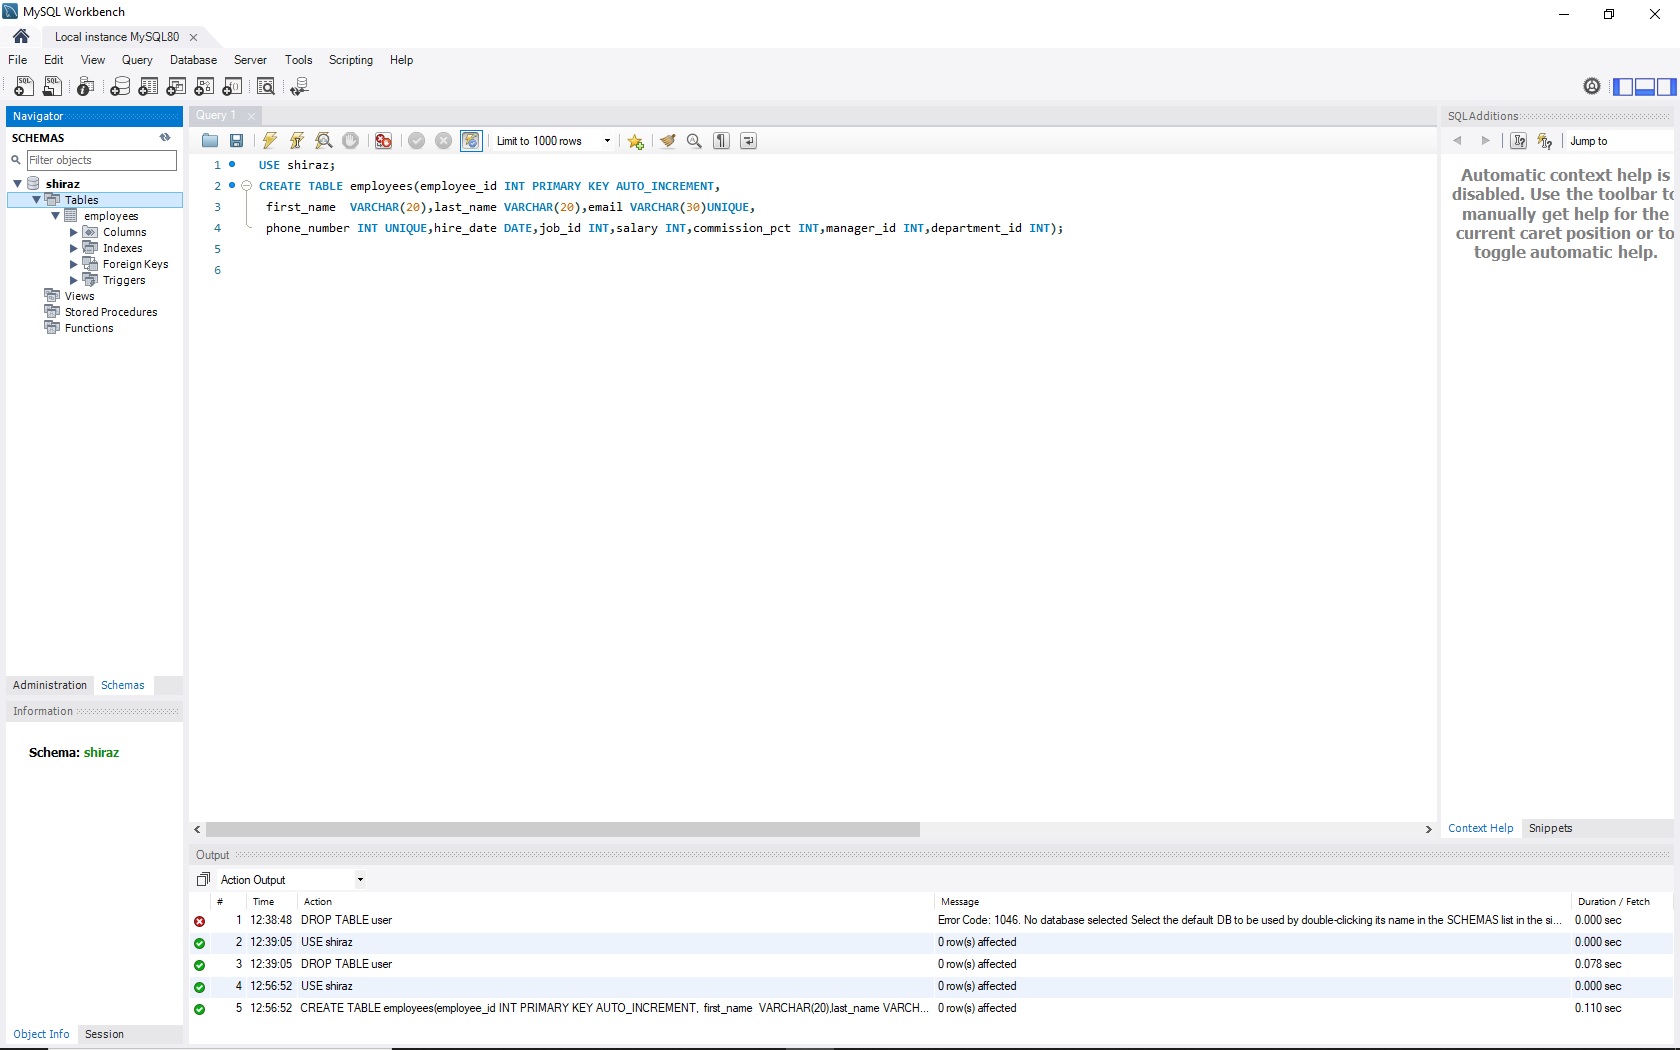 MySQL Workbench
Local instance MySQL80
File Edit View Query Database Server Tools Scripting Help
Navigator
SCHEMAS
Filter objects
shiraz
Tables
employees
Columns
Indexes
Foreign Keys
Triggers
Views
Stored Procedures
Functions
Administration Schemas
Information
Schema: shiraz
Object Info Session
Query 1
Limit to 1000 rows
1 USE shiraz;
2 CREATE TABLE employees(employee_id INT PRIMARY KEY AUTO_INCREMENT,
3 first_name  VARCHAR(20),last_name VARCHAR(20),email VARCHAR(30)UNIQUE,
4 phone_number INT UNIQUE,hire_date DATE,job_id INT,salary INT,commission_pct INT,manager_id INT,department_id INT);
5
6
SQLAdditions
Jump to
Automatic context help is
disabled. Use the toolbar to
manually get help for the
current caret position or to
toggle automatic help.
Context Help Snippets
Output
Action Output
# Time Action Message Duration / Fetch
1 12:38:48 DROP TABLE user Error Code: 1046. No database selected Select the default DB to be used by double-clicking its name in the SCHEMAS list in the si... 0.000 sec
2 12:39:05 USE shiraz 0 row(s) affected 0.000 sec
3 12:39:05 DROP TABLE user 0 row(s) affected 0.078 sec
4 12:56:52 USE shiraz 0 row(s) affected 0.000 sec
5 12:56:52 CREATE TABLE employees(employee_id INT PRIMARY KEY AUTO_INCREMENT,  first_name  VARCHAR(20),last_name VARCH... 0 row(s) affected 0.110 sec